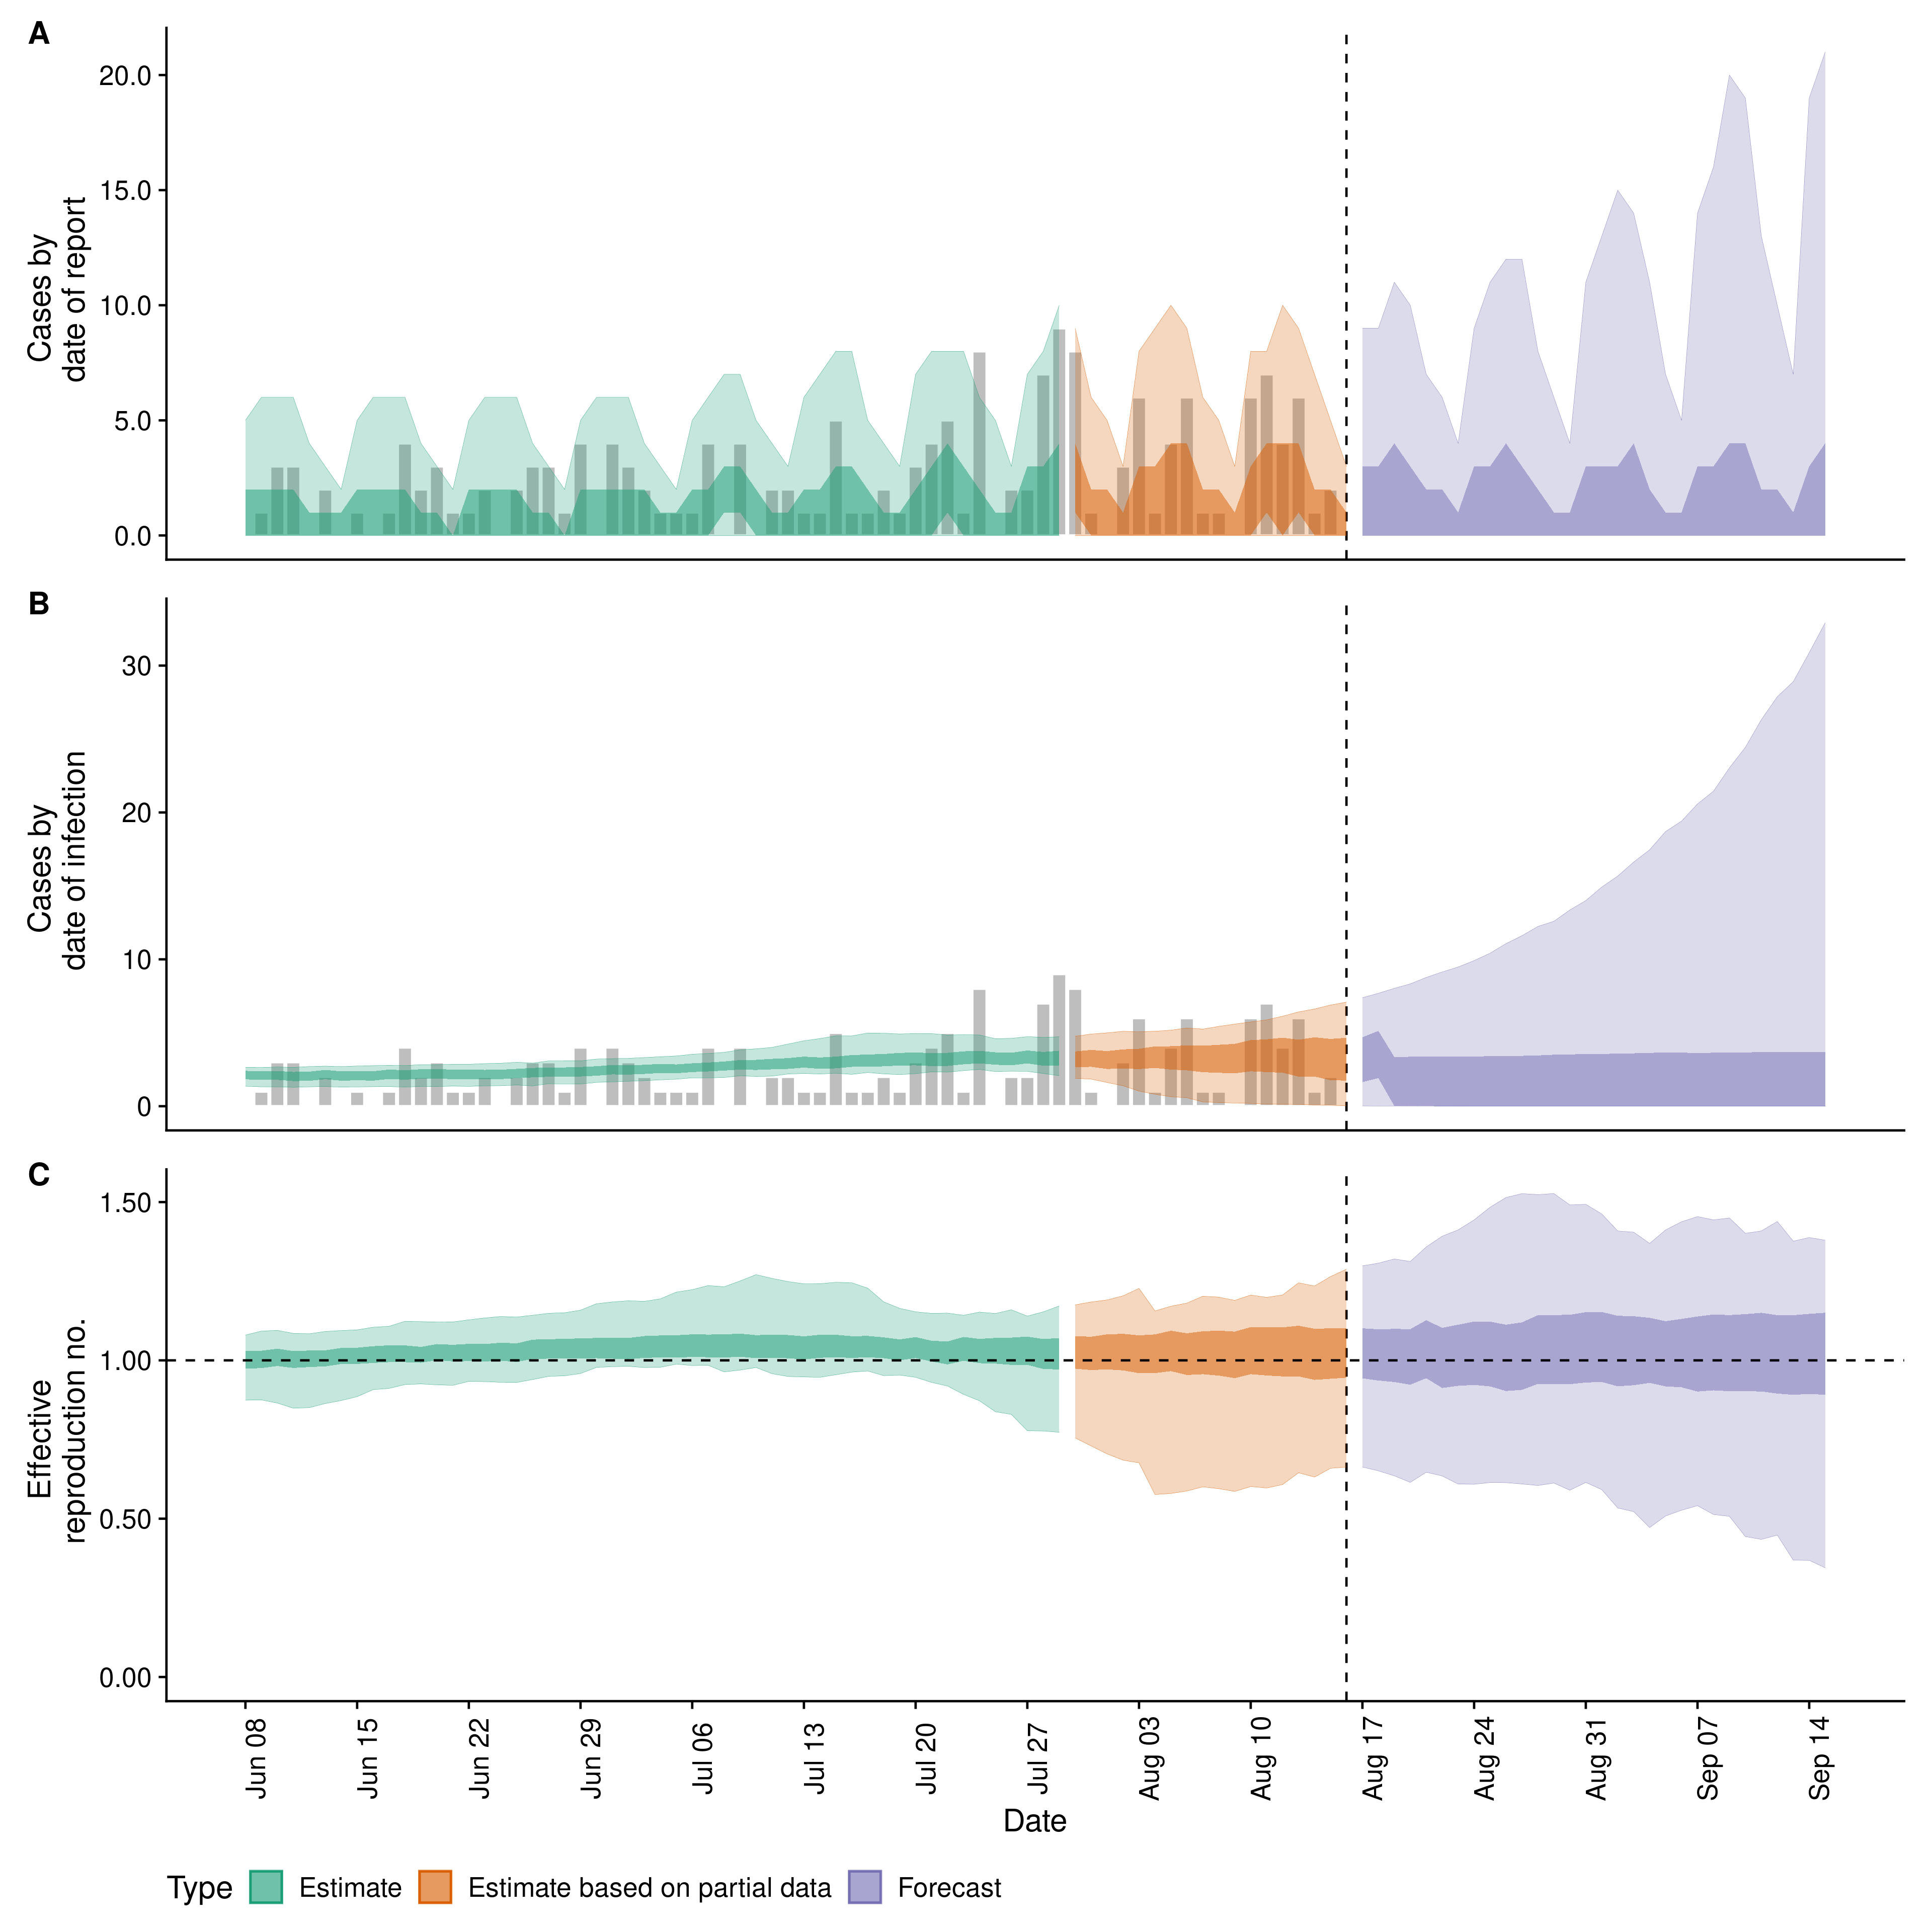 A
20.0
15.0
10.0
5.0
0.0
Cases by
date of report
B
30
20
10
0
Cases by
date of infection
C
1.50
1.00
0.50
0.00
Effective
reproduction no.
Jun 08
Jun 15
Jun 22
Jun 29
Jul 06
Jul 13
Jul 20
Jul 27
Aug 03
Aug 10
Aug 17
Aug 24
Aug 31
Sep 07
Sep 14
Date
Type Estimate Estimate based on partial data Forecast